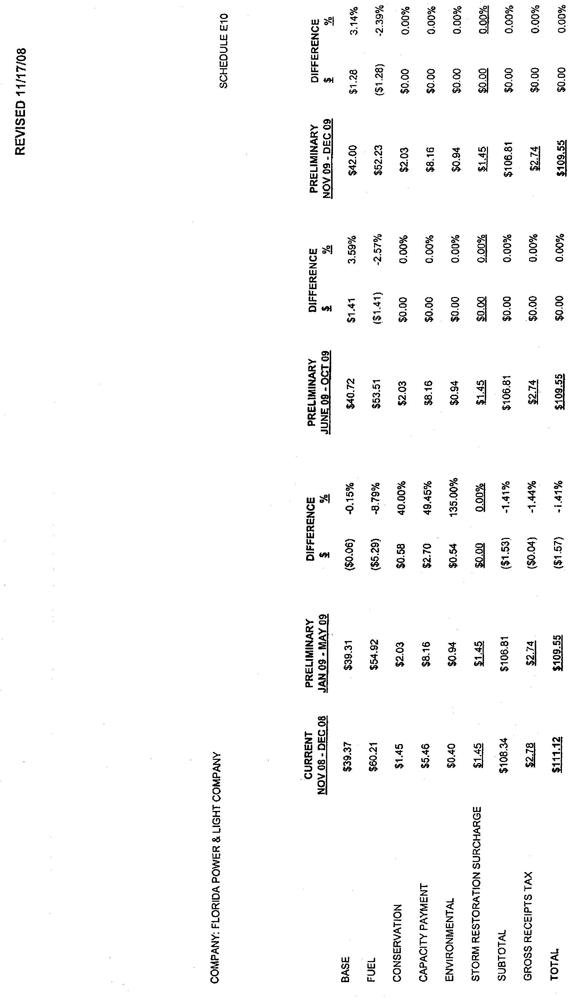 REVISED 11/17/08
SCHEDULE E10
COMPANY: FLORIDA POWER & LIGHT COMPANY
CURRENT PRELIMINARY DIFFERENCE PRELIMINARY DIFFERENCE PRELIMINARY DIFFERENCE
NOV 08 - DEC 08 JAN 09 - MAY 09 $ % JUNE 09 - OCT 09 $ % NOV 09 - DEC 09 $ %
BASE $39.37 $39.31 ($0.06) -0.15% $40.72 $1.41 3.59% $42.00 $1.28 3.14%
FUEL $60.21 $54.92 ($5.29) -8.79% $53.51 ($1.41) -2.57% $52.23 ($1.28) -2.39%
CONSERVATION $1.45 $2.03 $0.58 40.00% $2.03 $0.00 0.00% $2.03 $0.00 0.00%
CAPACITY PAYMENT $5.46 $8.16 $2.70 49.45% $8.16 $0.00 0.00% $8.16 $0.00 0.00%
ENVIRONMENTAL $0.40 $0.94 $0.54 135.00% $0.94 $0.00 0.00% $0.94 $0.00 0.00%
STORM RESTORATION SURCHARGE $1.45 $1.45 $0.00 0.00% $1.45 $0.00 0.00% $1.45 $0.00 0.00%
SUBTOTAL $108.34 $106.81 ($1.53) -1.41% $106.81 $0.00 0.00% $106.81 $0.00 0.00%
GROSS RECEIPTS TAX $2.78 $2.74 ($0.04) -1.44% $2.74 $0.00 0.00% $2.74 $0.00 0.00%
TOTAL $111.12 $109.55 ($1.57) -1.41% $109.55 $0.00 0.00% $109.55 $0.00 0.00%